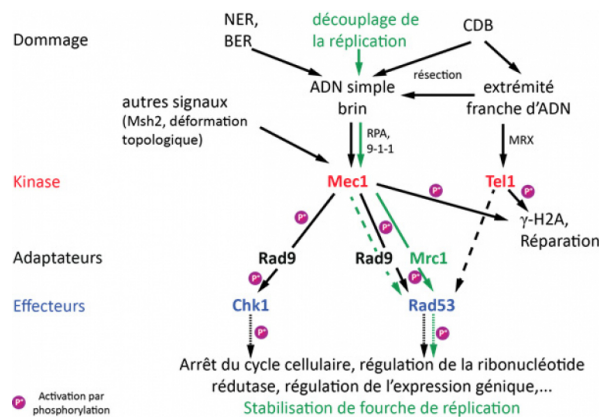 NER,
BER
découplage de
la réplication
CDB
Dommage
résection
ADN simple
brin
extrémité
franche d'ADN
autres signaux
(Msh2, déformation
topologique)
RPA,
9-1-1
MRX
Kinase
Mec1
Tel1
P*
P*
P*
P*
γ-H2A,
Réparation
Adaptateurs
Rad9
Rad9
Mrc1
P*
P*
Effecteurs
Chk1
Rad53
P*
P*
Arrêt du cycle cellulaire, régulation de la ribonucléotide
rédutase, régulation de l'expression génique,...
Stabilisation de fourche de réplication
P*
Activation par
phosphorylation